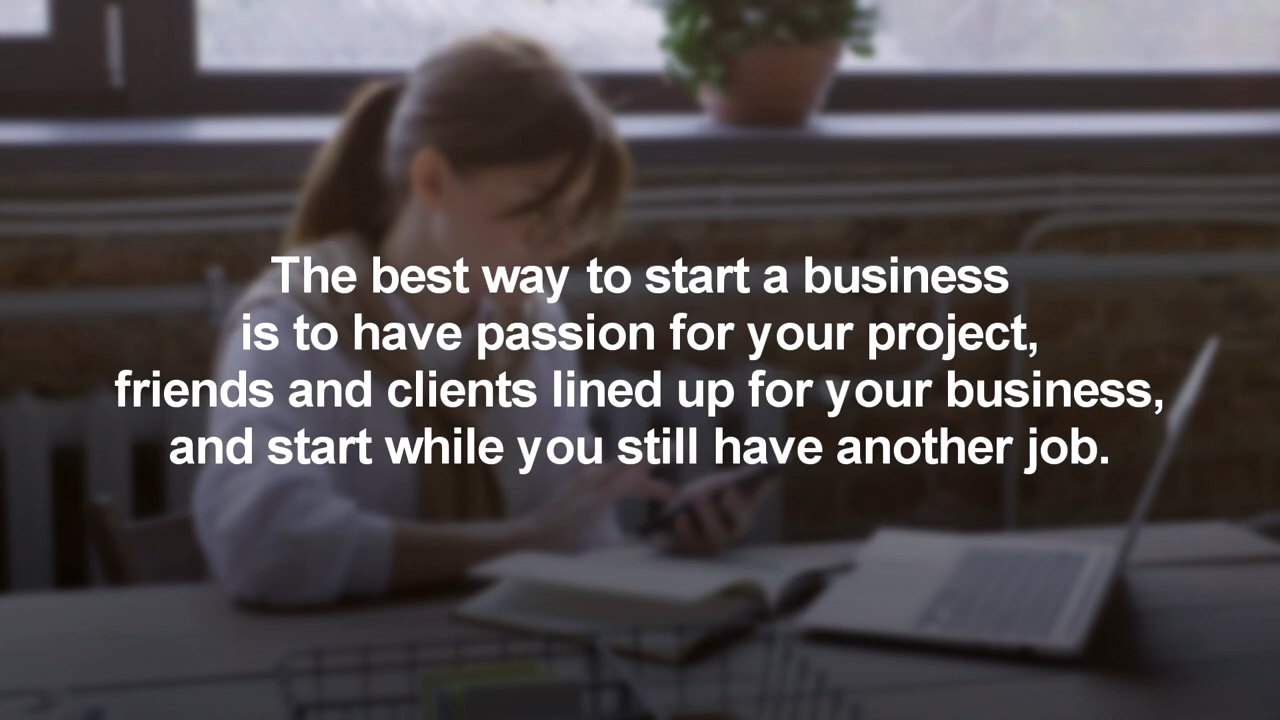 The best way to start a business
is to have passion for your project,
friends and clients lined up for your business,
and start while you still have another job.